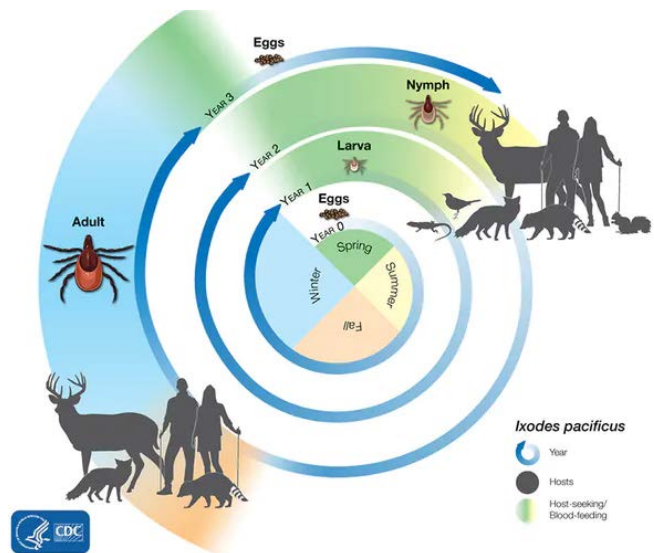 Eggs
Nymph
YEAR 3
YEAR 2
Larva
YEAR 1
Eggs
YEAR 0
Adult
Spring
Winter
Summer
Fall
Ixodes pacificus
Year
Hosts
Host-seeking/
Blood-feeding
CDC